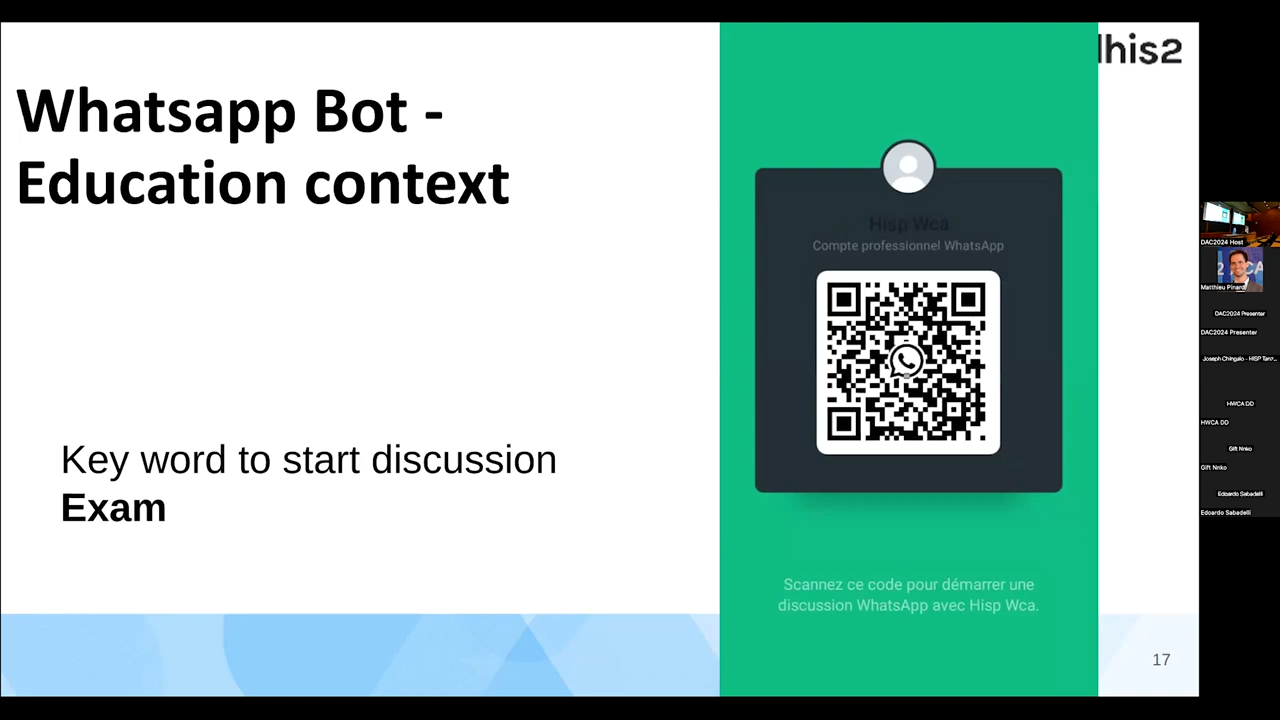 Whatsapp Bot -
Education context
Key word to start discussion
Exam
his2
Hisp Wca
Compte professionnel WhatsApp
Scannez ce code pour démarrer une
discussion WhatsApp avec Hisp Wca.
17
DAC2024 Host
Matthieu Pinard
DAC2024 Presenter
DAC2024 Presenter
Joseph Chingalo - HISP Tanz...
HWCA DD
HWCA DD
Gift Nnko
Gift Nnko
Edoardo Sabadelli
Edoardo Sabadelli